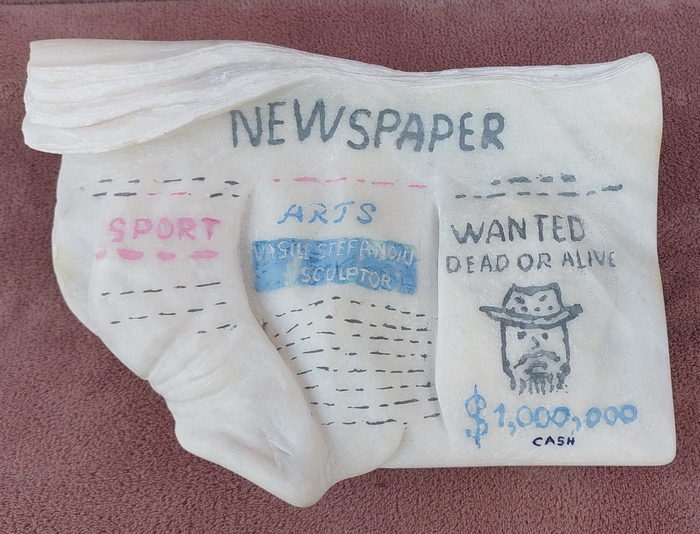 NEWSPAPER
SPORT
ARTS
VASILE STEFANOIU
SCULPTOR
WANTED
DEAD OR ALIVE
$1,000,000
CASH